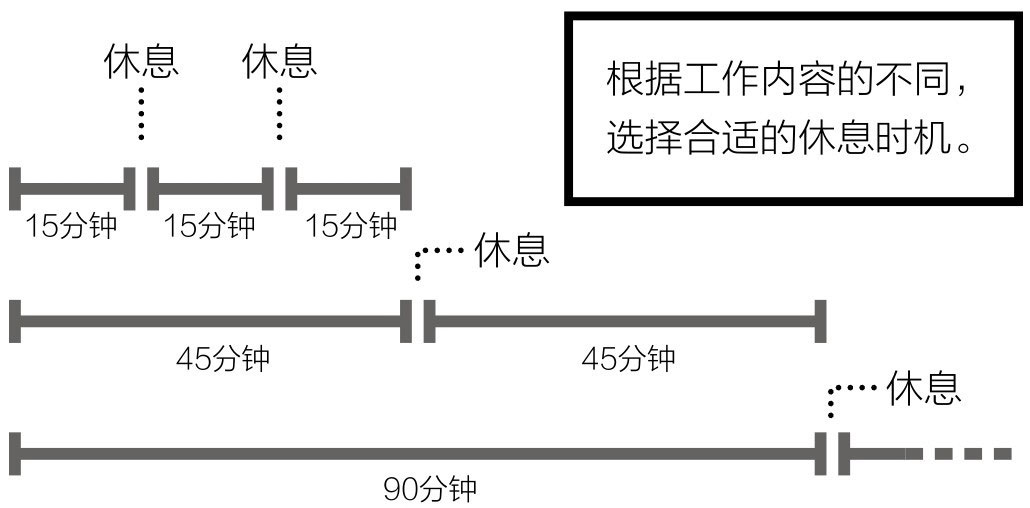 休息 休息
根据工作内容的不同，
选择合适的休息时机。
15分钟 15分钟 15分钟
休息
45分钟 45分钟
休息
90分钟